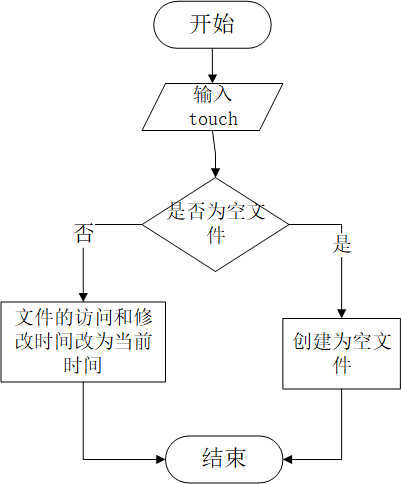 开始
输入
touch
是否为空文
件
否
是
文件的访问和修
改时间改为当前
时间
创建为空文
件
结束